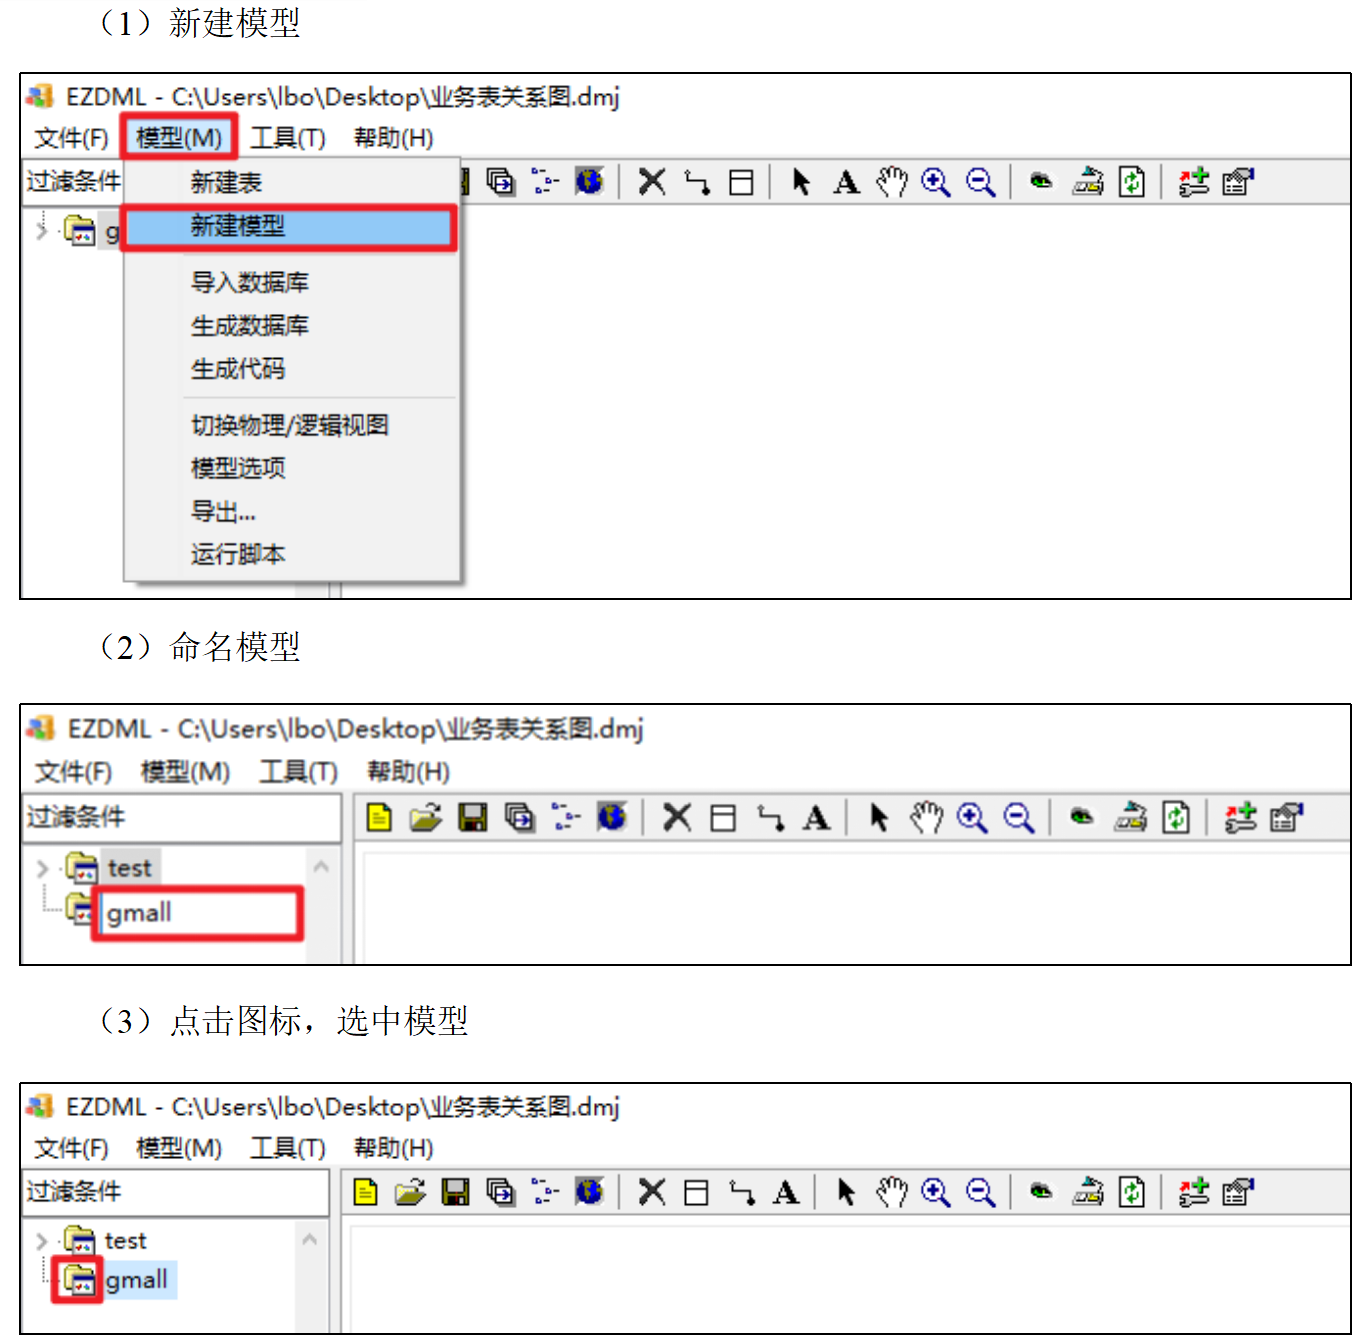 （1）新建模型
EZDML - C:\Users\lbo\Desktop\业务表关系图.dmj
文件(F) 模型(M) 工具(T) 帮助(H)
过滤条件
新建表
g
新建模型
导入数据库
生成数据库
生成代码
切换物理/逻辑视图
模型选项
导出...
运行脚本
（2）命名模型
EZDML - C:\Users\lbo\Desktop\业务表关系图.dmj
文件(F) 模型(M) 工具(T) 帮助(H)
过滤条件
test
gmall
（3）点击图标，选中模型
EZDML - C:\Users\lbo\Desktop\业务表关系图.dmj
文件(F) 模型(M) 工具(T) 帮助(H)
过滤条件
test
gmall